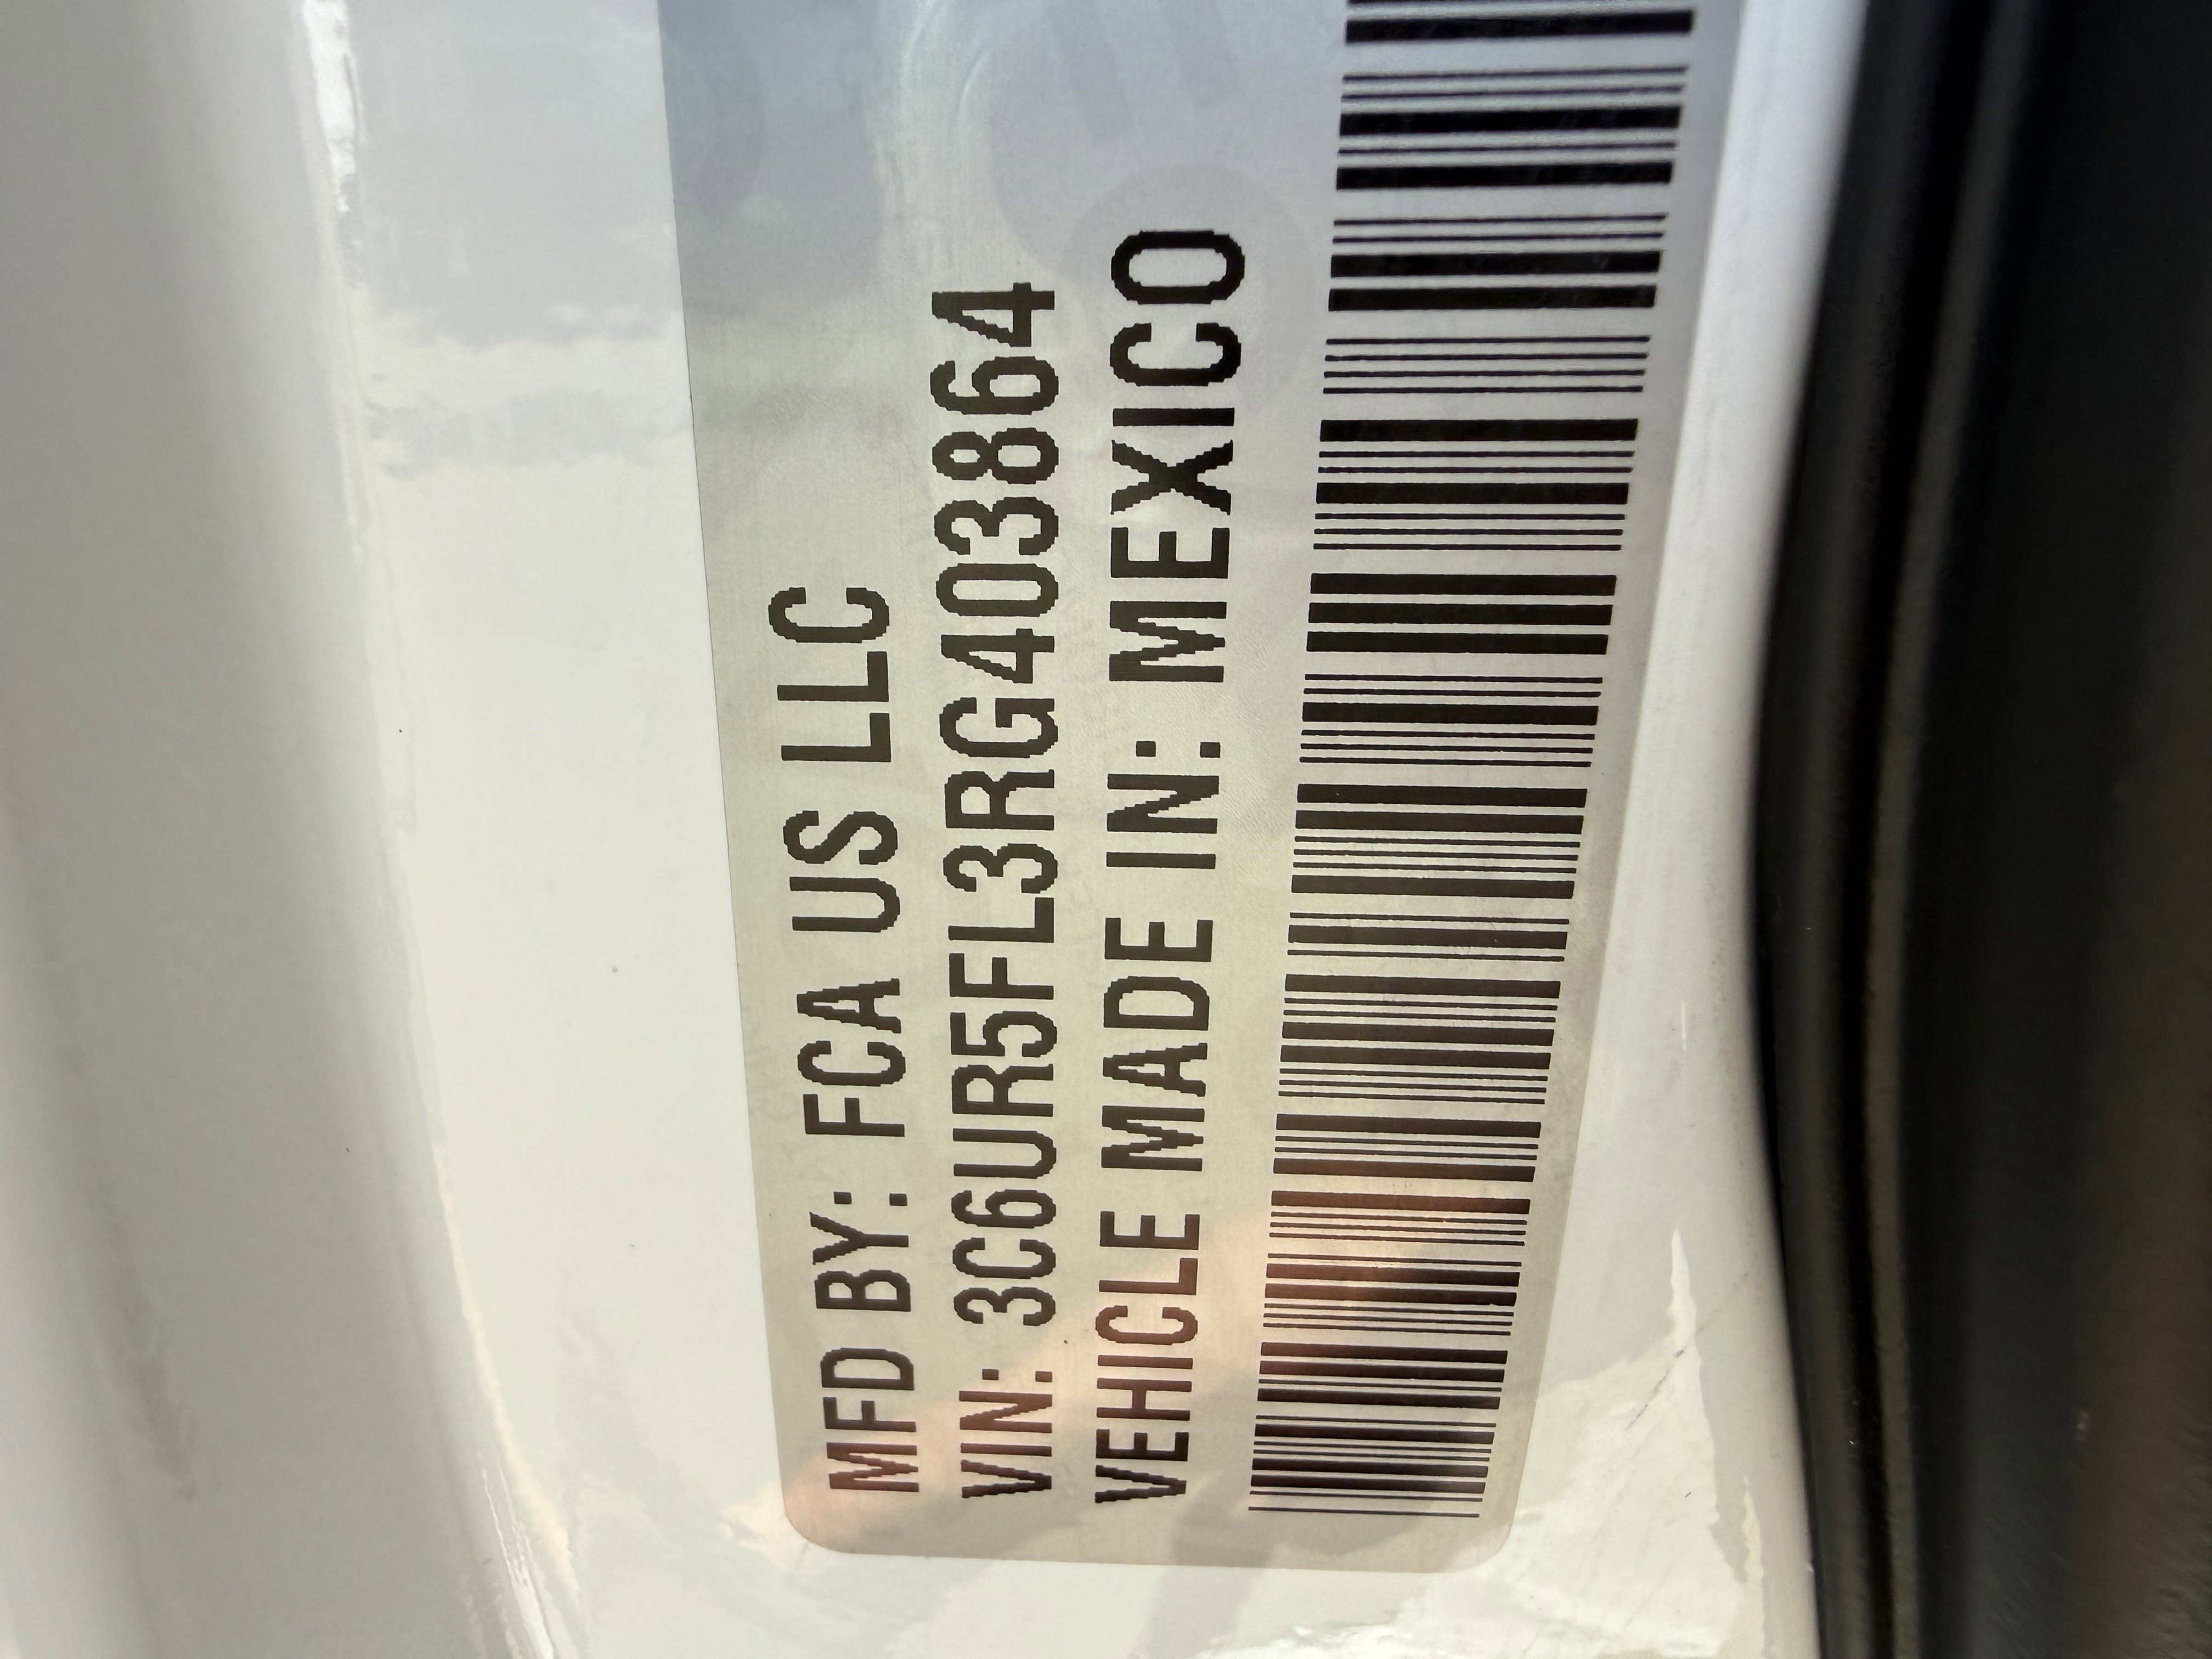 MFD BY: FCA US LLC
VIN: 3C6UR5FL3RG403864
VEHICLE MADE IN: MEXICO